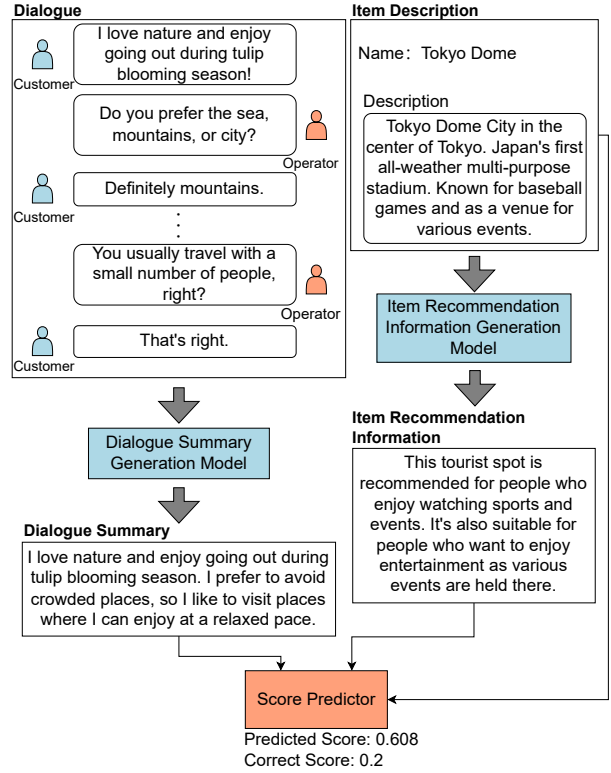 Dialogue
I love nature and enjoy
going out during tulip
blooming season!
Customer
Do you prefer the sea,
mountains, or city?
Operator
Definitely mountains.
Customer
You usually travel with a
small number of people,
right?
Operator
That's right.
Customer
Dialogue Summary
Generation Model
Dialogue Summary
I love nature and enjoy going out during
tulip blooming season. I prefer to avoid
crowded places, so I like to visit places
where I can enjoy at a relaxed pace.
Item Description
Name: Tokyo Dome
Description
Tokyo Dome City in the
center of Tokyo. Japan's first
all-weather multi-purpose
stadium. Known for baseball
games and as a venue for
various events.
Item Recommendation
Information Generation
Model
Item Recommendation
Information
This tourist spot is
recommended for people who
enjoy watching sports and
events. It's also suitable for
people who want to enjoy
entertainment as various
events are held there.
Score Predictor
Predicted Score: 0.608
Correct Score: 0.2